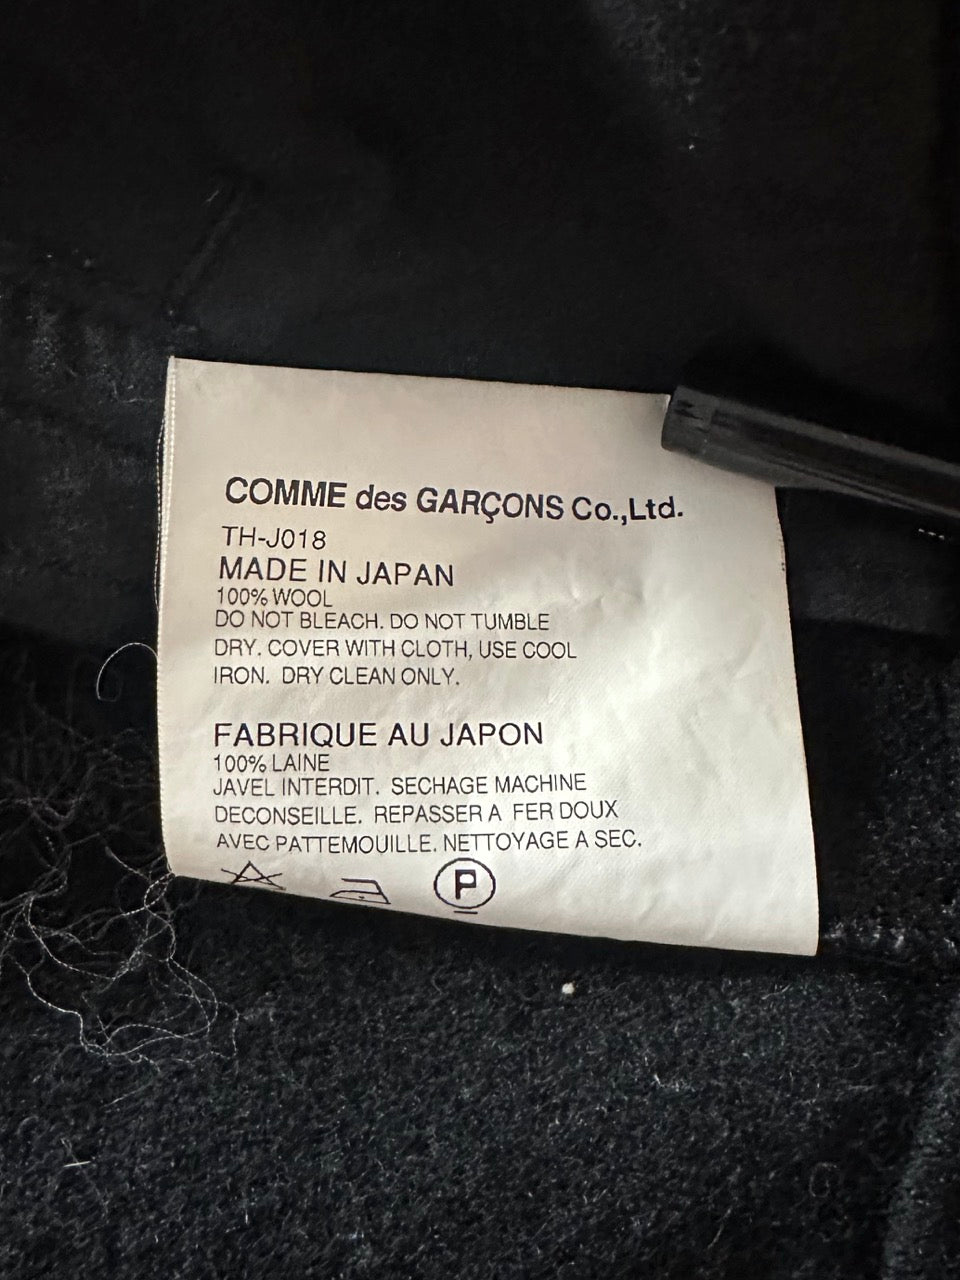 COMME des GARÇONS Co.,Ltd.
TH-J018
MADE IN JAPAN
100% WOOL
DO NOT BLEACH. DO NOT TUMBLE
DRY. COVER WITH CLOTH, USE COOL
IRON. DRY CLEAN ONLY.
FABRIQUE AU JAPON
100% LAINE
JAVEL INTERDIT. SECHAGE MACHINE
DECONSEILLE. REPASSER A FER DOUX
AVEC PATTEMOUILLE. NETTOYAGE A SEC.
P